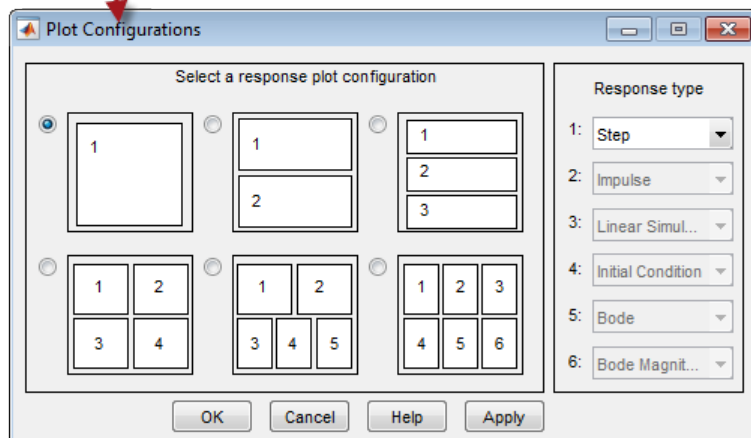 Plot Configurations
Select a response plot configuration
1
1
2
1
2
3
1 2
3 4
1 2
3 4 5
1 2 3
4 5 6
Response type
1: Step
2: Impulse
3: Linear Simul...
4: Initial Condition
5: Bode
6: Bode Magnit...
OK Cancel Help Apply